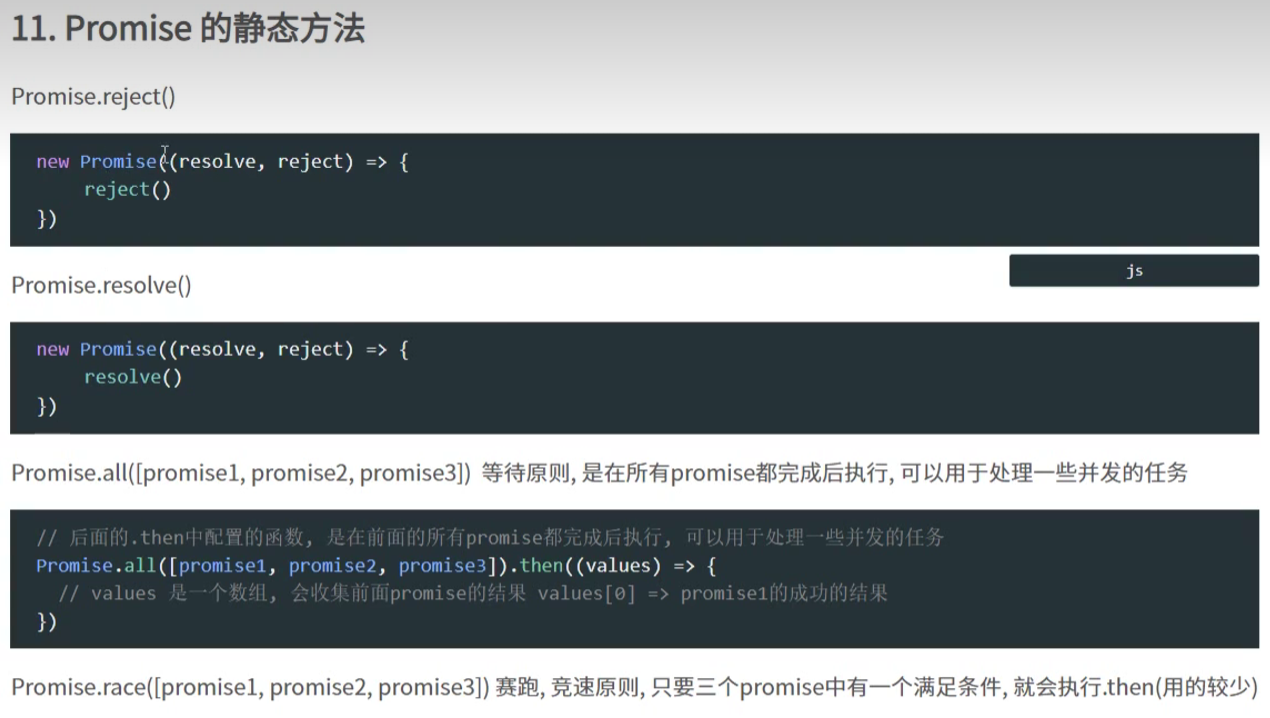 11. Promise 的静态方法
Promise.reject()
new Promise((resolve, reject) => {
reject()
})
js
Promise.resolve()
new Promise((resolve, reject) => {
resolve()
})
Promise.all([promise1, promise2, promise3]) 等待原则, 是在所有promise都完成后执行, 可以用于处理一些并发的任务
// 后面的.then中配置的函数, 是在前面的所有promise都完成后执行, 可以用于处理一些并发的任务
Promise.all([promise1, promise2, promise3]).then((values) => {
// values 是一个数组, 会收集前面promise的结果 values[0] => promise1的成功的结果
})
Promise.race([promise1, promise2, promise3]) 赛跑, 竞速原则, 只要三个promise中有一个满足条件, 就会执行.then(用的较少)